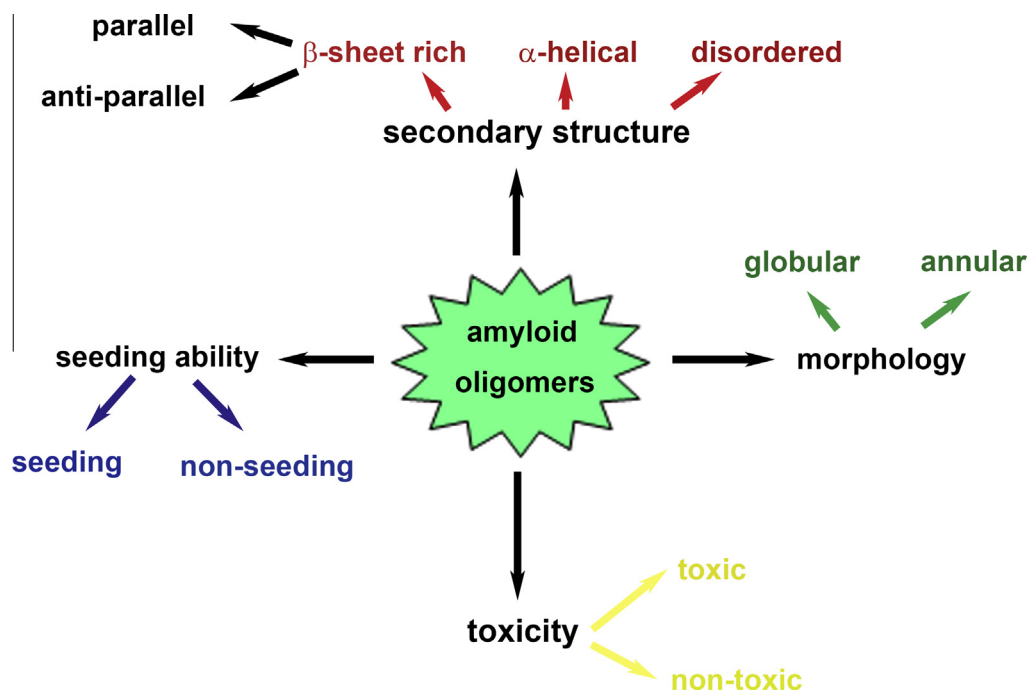 parallel
β-sheet rich
α-helical
disordered
anti-parallel
secondary structure
globular
annular
amyloid
oligomers
seeding ability
morphology
seeding
non-seeding
toxic
toxicity
non-toxic